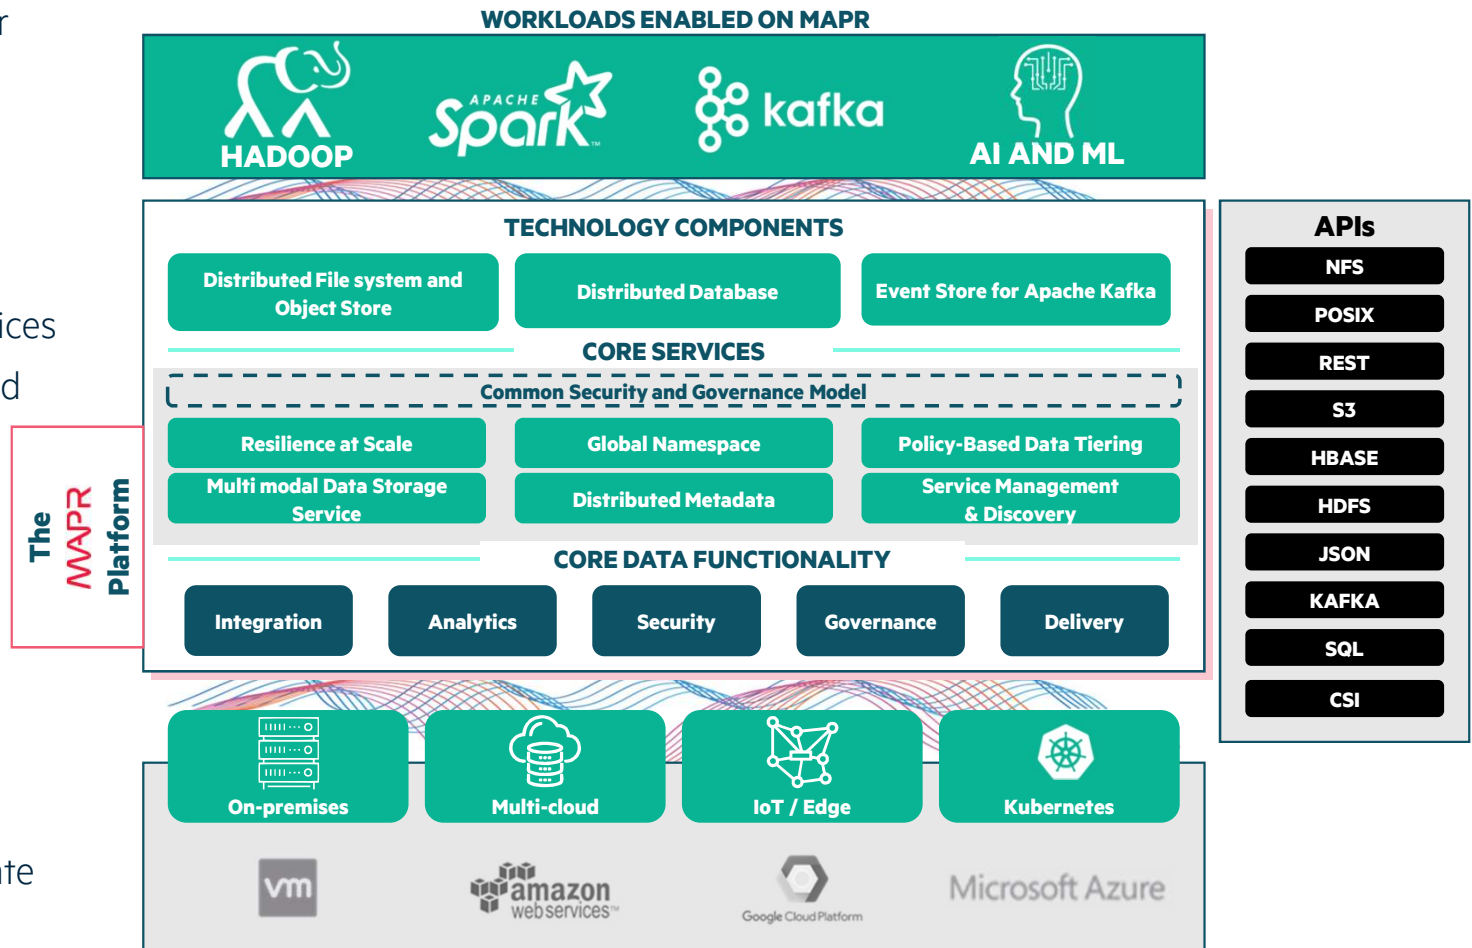 WORKLOADS ENABLED ON MAPR
HADOOP
APACHE
Spark™
kafka
AI AND ML
ices
d
The
MAPR
Platform
TECHNOLOGY COMPONENTS
Distributed File system and
Object Store
Distributed Database
Event Store for Apache Kafka
CORE SERVICES
Common Security and Governance Model
Resilience at Scale
Global Namespace
Policy-Based Data Tiering
Multi modal Data Storage
Service
Distributed Metadata
Service Management
& Discovery
CORE DATA FUNCTIONALITY
Integration
Analytics
Security
Governance
Delivery
APIs
NFS
POSIX
REST
S3
HBASE
HDFS
JSON
KAFKA
SQL
CSI
On-premises
Multi-cloud
IoT / Edge
Kubernetes
vm
amazon
webservices™
Google Cloud Platform
Microsoft Azure